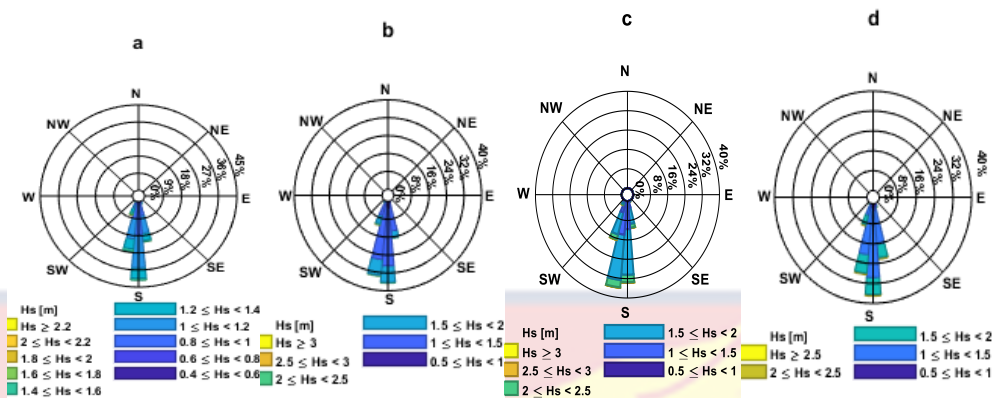 a
N
NW
NE
W
E
SW
SE
S
0%
9%
18%
27%
36%
45%
Hs [m]
Hs ≥ 2.2
2 ≤ Hs < 2.2
1.8 ≤ Hs < 2
1.6 ≤ Hs < 1.8
1.4 ≤ Hs < 1.6
1.2 ≤ Hs < 1.4
1 ≤ Hs < 1.2
0.8 ≤ Hs < 1
0.6 ≤ Hs < 0.8
0.4 ≤ Hs < 0.6
b
N
NW
NE
W
E
SW
SE
S
0%
8%
16%
24%
32%
40%
Hs [m]
Hs ≥ 3
2.5 ≤ Hs < 3
2 ≤ Hs < 2.5
1.5 ≤ Hs < 2
1 ≤ Hs < 1.5
0.5 ≤ Hs < 1
c
N
NW
NE
W
E
SW
SE
S
0%
8%
16%
24%
32%
40%
Hs [m]
Hs ≥ 3
2.5 ≤ Hs < 3
2 ≤ Hs < 2.5
1.5 ≤ Hs < 2
1 ≤ Hs < 1.5
0.5 ≤ Hs < 1
d
N
NW
NE
W
E
SW
SE
S
0%
8%
16%
24%
32%
40%
Hs [m]
Hs ≥ 2.5
2 ≤ Hs < 2.5
1.5 ≤ Hs < 2
1 ≤ Hs < 1.5
0.5 ≤ Hs < 1